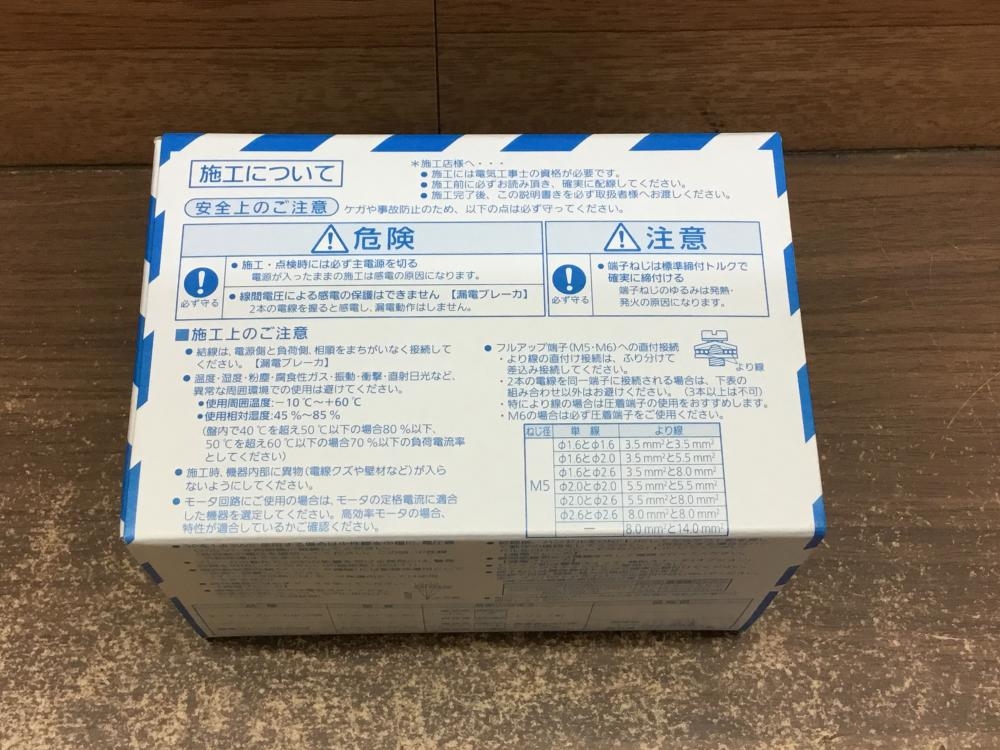 施工について
＊施工店様へ・・・
● 施工には電気工事士の資格が必要です。
● 施工前に必ずお読み頂き、確実に配線してください。
● 施工完了後、この説明書きを必ず取扱者様へお渡しください。
安全上のご注意 ケガや事故防止のため、以下の点は必ず守ってください。
危険
必ず守る
● 施工・点検時には必ず主電源を切る
電源が入ったままの施工は感電の原因になります。
● 線間電圧による感電の保護はできません 【漏電ブレーカ】
2本の電線を握ると感電し、漏電動作はしません。
注意
必ず守る
● 端子ねじは標準締付トルクで
確実に締付ける
端子ねじのゆるみは発熱・
発火の原因になります。
■施工上のご注意
● 結線は、電源側と負荷側、相順をまちがいなく接続して
ください。【漏電ブレーカ】
● 温度・湿度・粉塵・腐食性ガス・振動・衝撃・直射日光など、
異常な周囲環境での使用は避けてください。
●使用周囲温度:−10℃〜+60℃
●使用相対湿度:45%〜85%
(盤内で40℃を超え50℃以下の場合80%以下、
50℃を超え60℃以下の場合70%以下の負荷電流率
としてください)
● 施工時、機器内部に異物(電線クズや壁材など)が入ら
ないようにしてください。
● モータ回路にご使用の場合は、モータの定格電流に適合
した機器を選定してください。高効率モータの場合、
特性が適合しているかご確認ください。
● フルアップ端子(M5・M6)への直付接続
・より線の直付け接続は、ふり分けて
差込み接続してください。
より線
・2本の電線を同一端子に接続される場合は、下表の
組み合わせ以外はお避けください。(3本以上は不可)
・特により線の場合は圧着端子の使用をおすすめします。
・M6の場合は必ず圧着端子をご使用ください。
ねじ径 単線 より線
M5
φ1.6とφ1.6 3.5mm²と3.5mm²
φ1.6とφ2.0 3.5mm²と5.5mm²
φ1.6とφ2.6 3.5mm²と8.0mm²
φ2.0とφ2.0 5.5mm²と5.5mm²
φ2.0とφ2.6 5.5mm²と8.0mm²
φ2.6とφ2.6 8.0mm²と8.0mm²
— 8.0mm²と14.0mm²